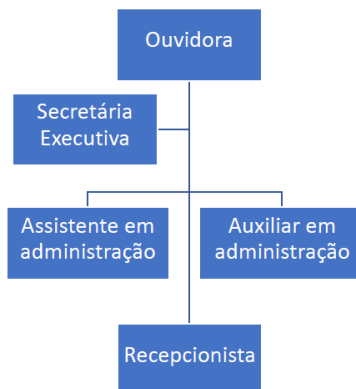 Ouvidora
Secretária
Executiva
Assistente em
administração
Auxiliar em
administração
Recepcionista